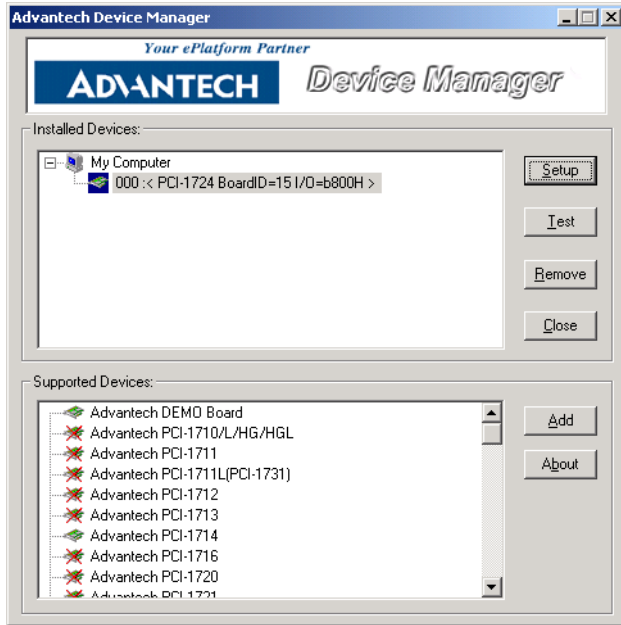 Advantech Device Manager
Your ePlatform Partner
ADVANTECH Device Manager
Installed Devices:
My Computer
000 :< PCI-1724 BoardID=15 I/O=b800H >
Setup
Test
Remove
Close
Supported Devices:
Advantech DEMO Board
Advantech PCI-1710/L/HG/HGL
Advantech PCI-1711
Advantech PCI-1711L(PCI-1731)
Advantech PCI-1712
Advantech PCI-1713
Advantech PCI-1714
Advantech PCI-1716
Advantech PCI-1720
Advantech PCI-1721
Add
About